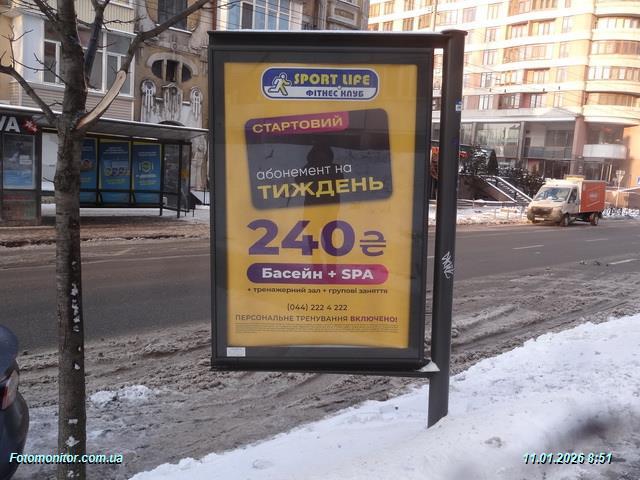 SPORT LIFE
ФІТНЕС КЛУБ
СТАРТОВИЙ
абонемент на
ТИЖДЕНЬ
240₴
Басейн + SPA
+ тренажерний зал + групові заняття
(044) 222 4 222
ПЕРСОНАЛЬНЕ ТРЕНУВАННЯ ВКЛЮЧЕНО!
Fotomonitor.com.ua
11.01.2026 8:51